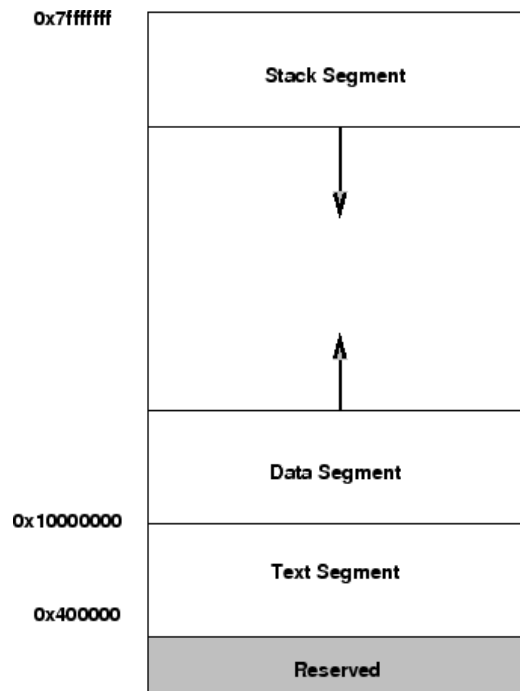 0x7fffffff
Stack Segment
Data Segment
0x10000000
Text Segment
0x400000
Reserved